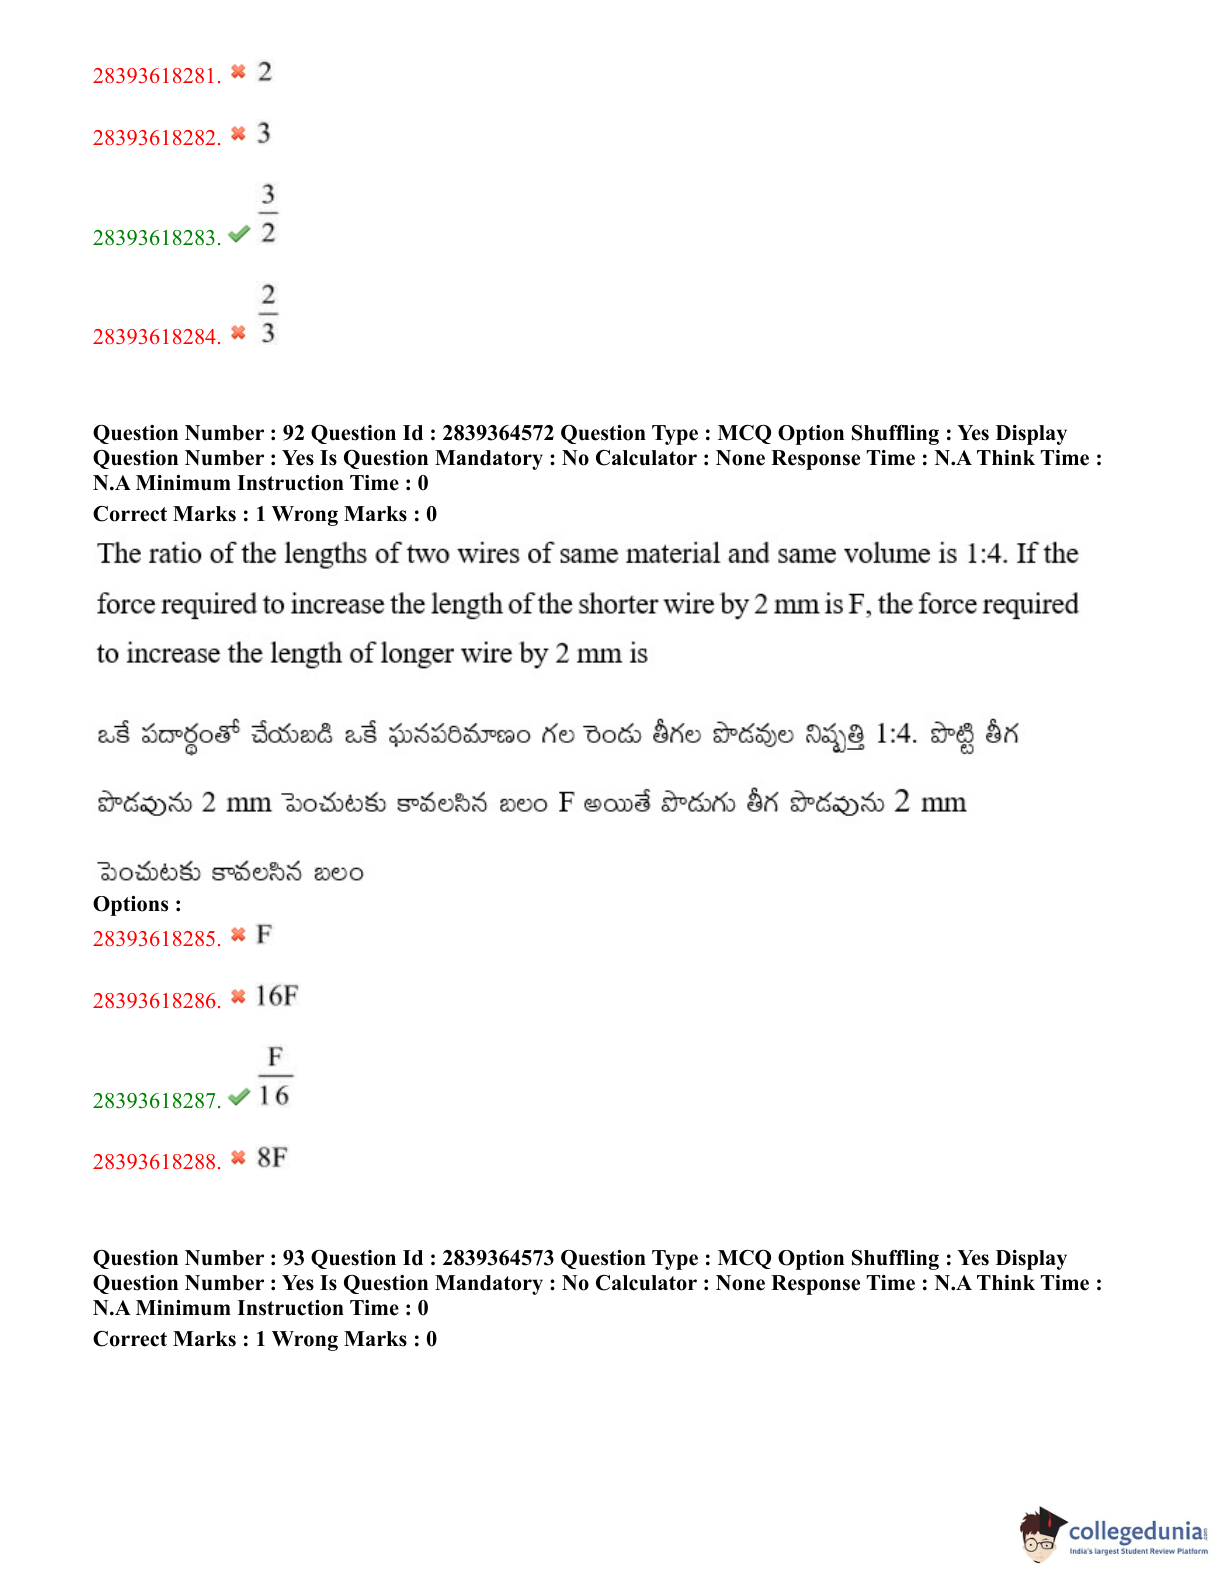 28393618281. ✖ 2
28393618282. ✖ 3
28393618283. ✔ 3/2
28393618284. ✖ 2/3
Question Number : 92 Question Id : 2839364572 Question Type : MCQ Option Shuffling : Yes Display
Question Number : Yes Is Question Mandatory : No Calculator : None Response Time : N.A Think Time :
N.A Minimum Instruction Time : 0
Correct Marks : 1 Wrong Marks : 0
The ratio of the lengths of two wires of same material and same volume is 1:4. If the
force required to increase the length of the shorter wire by 2 mm is F, the force required
to increase the length of longer wire by 2 mm is
ఒకే పదార్థంతో చేయబడి ఒకే ఘనపరిమాణం గల రెండు తీగల పొడవుల నిష్పత్తి 1:4. పొట్టి తీగ
పొడవును 2 mm పెంచుటకు కావలసిన బలం F అయితే పొడుగు తీగ పొడవును 2 mm
పెంచుటకు కావలసిన బలం
Options :
28393618285. ✖ F
28393618286. ✖ 16F
28393618287. ✔ F/16
28393618288. ✖ 8F
Question Number : 93 Question Id : 2839364573 Question Type : MCQ Option Shuffling : Yes Display
Question Number : Yes Is Question Mandatory : No Calculator : None Response Time : N.A Think Time :
N.A Minimum Instruction Time : 0
Correct Marks : 1 Wrong Marks : 0
collegedunia.com
India's largest Student Review Platform